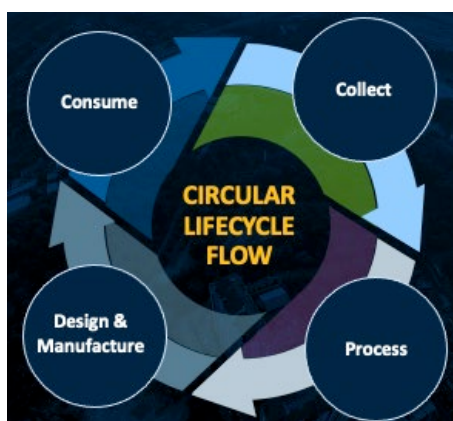 Consume
Collect
CIRCULAR
LIFECYCLE
FLOW
Design &
Manufacture
Process